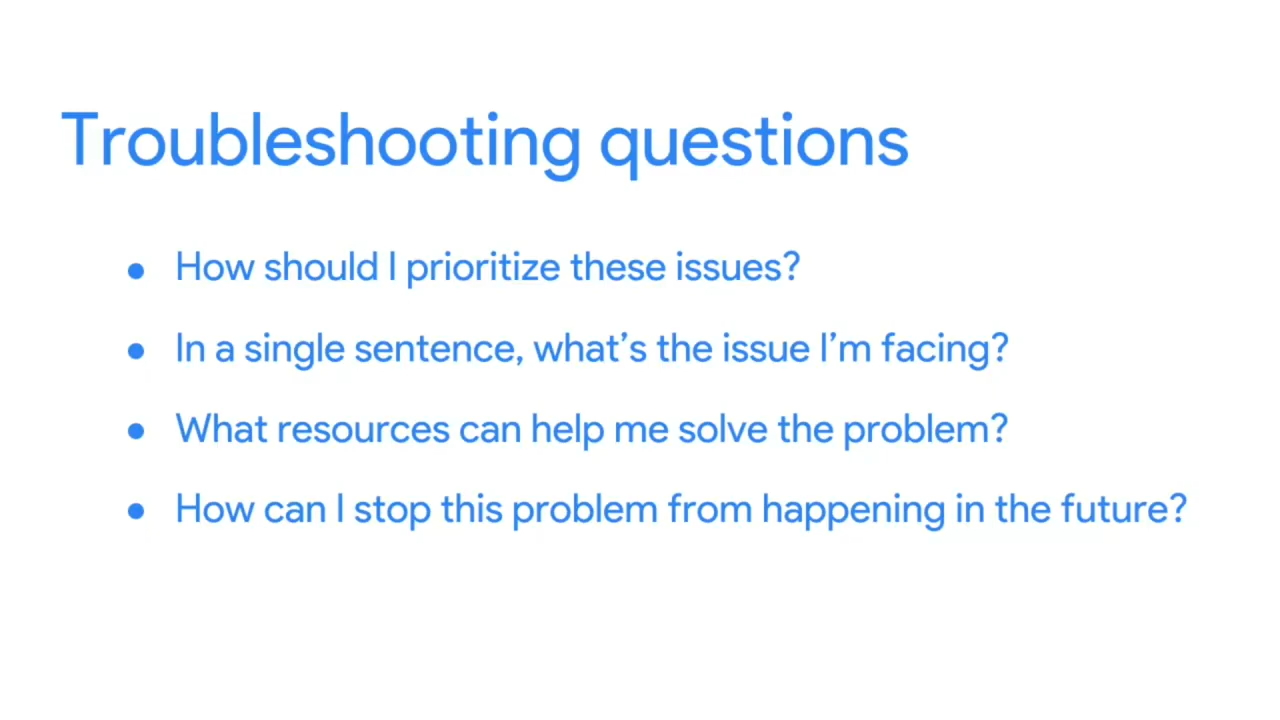 Troubleshooting questions
● How should I prioritize these issues?
● In a single sentence, what’s the issue I’m facing?
● What resources can help me solve the problem?
● How can I stop this problem from happening in the future?